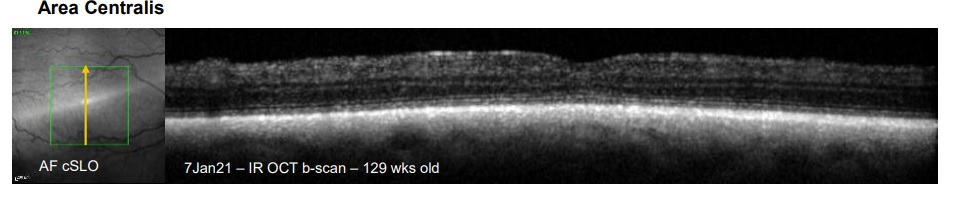 Area Centralis
AF cSLO
7Jan21 – IR OCT b-scan – 129 wks old